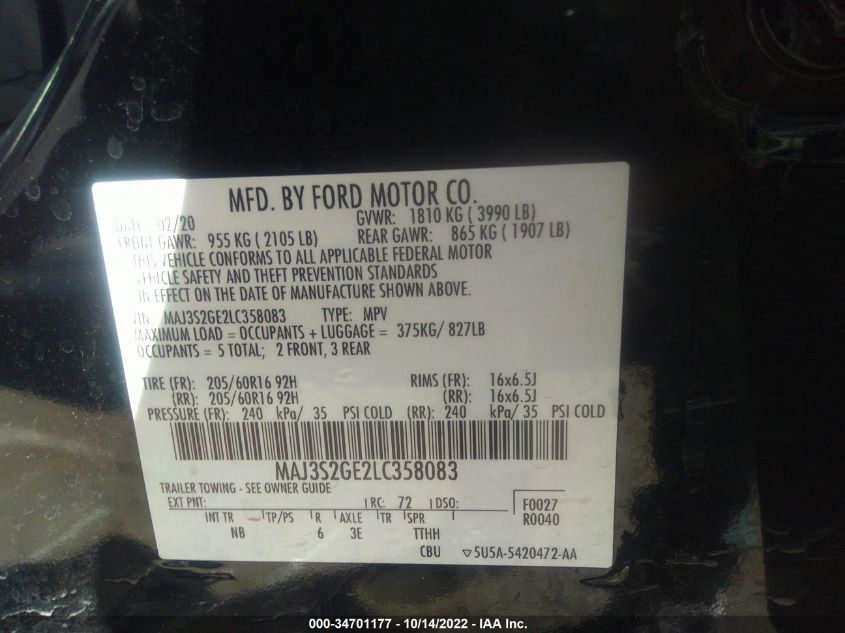 MFD. BY FORD MOTOR CO.
02/20 GVWR: 1810 KG ( 3990 LB)
FRONT GAWR: 955 KG ( 2105 LB) REAR GAWR: 865 KG ( 1907 LB)
THIS VEHICLE CONFORMS TO ALL APPLICABLE FEDERAL MOTOR
VEHICLE SAFETY AND THEFT PREVENTION STANDARDS
IN EFFECT ON THE DATE OF MANUFACTURE SHOWN ABOVE.
VIN: MAJ3S2GE2LC358083 TYPE: MPV
MAXIMUM LOAD = OCCUPANTS + LUGGAGE = 375KG/ 827LB
OCCUPANTS = 5 TOTAL; 2 FRONT, 3 REAR
TIRE (FR): 205/60R16 92H RIMS (FR): 16x6.5J
(RR): 205/60R16 92H (RR): 16x6.5J
PRESSURE (FR): 240 kPa/ 35 PSI COLD (RR): 240 kPa/ 35 PSI COLD
MAJ3S2GE2LC358083
TRAILER TOWING - SEE OWNER GUIDE
EXT PNT: RC: 72 DSO: F0027
INT TR TP/PS R AXLE TR SPR R0040
NB 6 3E TTHH
CBU 5U5A-5420472-AA
000-34701177 - 10/14/2022 - IAA Inc.